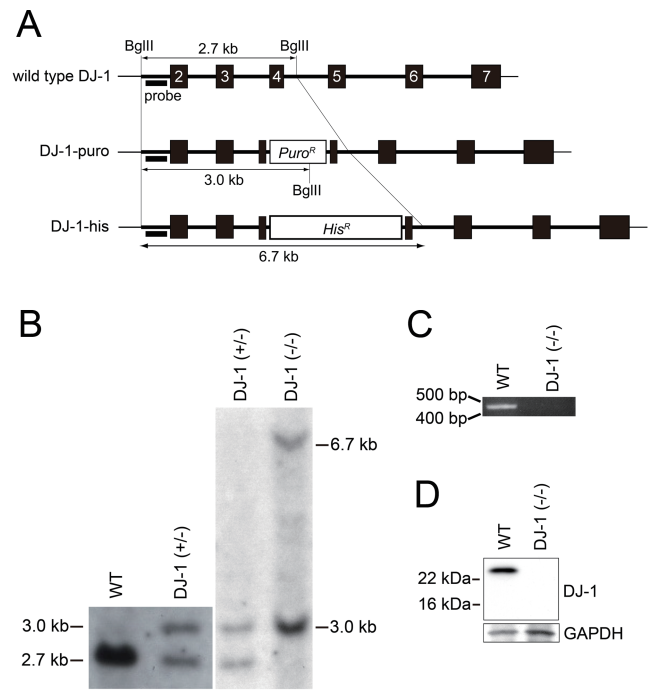 A
BglII 2.7 kb BglII
wild type DJ-1 2 3 4 5 6 7
probe
DJ-1-puro Puro^R
3.0 kb
BglII
DJ-1-his His^R
6.7 kb
B
WT
DJ-1 (+/-)
DJ-1 (+/-)
DJ-1 (-/-)
6.7 kb
3.0 kb
2.7 kb
3.0 kb
C
WT
DJ-1 (-/-)
500 bp
400 bp
D
WT
DJ-1 (-/-)
22 kDa
16 kDa
DJ-1
GAPDH